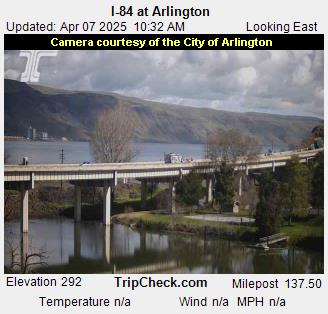 I-84 at Arlington
Updated: Apr 07 2025 10:32 AM Looking East
Camera courtesy of the City of Arlington
Elevation 292 TripCheck.com Milepost 137.50
Temperature n/a Wind n/a MPH n/a